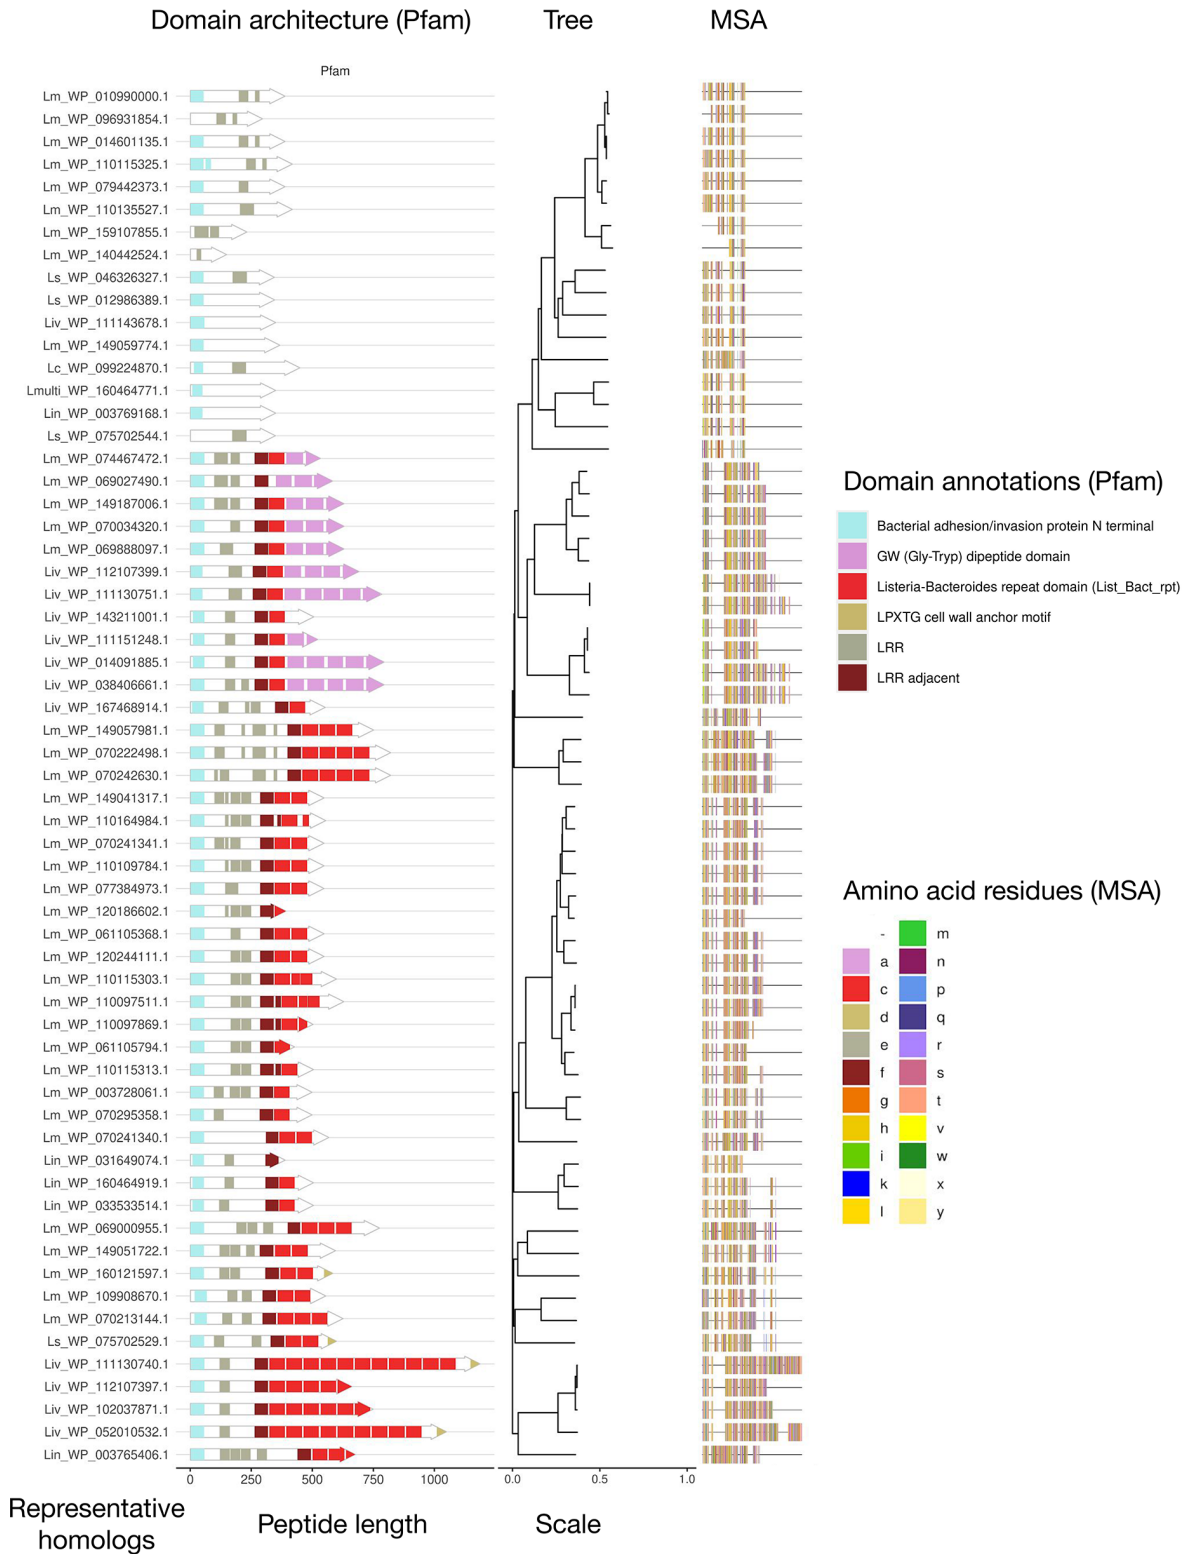 Domain architecture (Pfam)
Tree
MSA
Pfam
Lm_WP_010990000.1
Lm_WP_096931854.1
Lm_WP_014601135.1
Lm_WP_110115325.1
Lm_WP_079442373.1
Lm_WP_110135527.1
Lm_WP_159107855.1
Lm_WP_140442524.1
Ls_WP_046326327.1
Ls_WP_012986389.1
Liv_WP_111143678.1
Lm_WP_149059774.1
Lc_WP_099224870.1
Lmulti_WP_160464771.1
Lin_WP_003769168.1
Ls_WP_075702544.1
Lm_WP_074467472.1
Lm_WP_069027490.1
Lm_WP_149187006.1
Lm_WP_070034320.1
Lm_WP_069888097.1
Liv_WP_112107399.1
Liv_WP_111130751.1
Liv_WP_143211001.1
Liv_WP_111151248.1
Liv_WP_014091885.1
Liv_WP_038406661.1
Liv_WP_167468914.1
Lm_WP_149057981.1
Lm_WP_070222498.1
Lm_WP_070242630.1
Lm_WP_149041317.1
Lm_WP_110164984.1
Lm_WP_070241341.1
Lm_WP_110109784.1
Lm_WP_077384973.1
Lm_WP_120186602.1
Lm_WP_061105368.1
Lm_WP_120244111.1
Lm_WP_110115303.1
Lm_WP_110097511.1
Lm_WP_110097869.1
Lm_WP_061105794.1
Lm_WP_110115313.1
Lm_WP_003728061.1
Lm_WP_070295358.1
Lm_WP_070241340.1
Lin_WP_031649074.1
Lin_WP_160464919.1
Lin_WP_033533514.1
Lm_WP_069000955.1
Lm_WP_149051722.1
Lm_WP_160121597.1
Lm_WP_109908670.1
Lm_WP_070213144.1
Ls_WP_075702529.1
Liv_WP_111130740.1
Liv_WP_112107397.1
Liv_WP_102037871.1
Liv_WP_052010532.1
Lin_WP_003765406.1
0 250 500 750 1000
0.0 0.5 1.0
Representative
homologs
Peptide length
Scale
Domain annotations (Pfam)
Bacterial adhesion/invasion protein N terminal
GW (Gly-Tryp) dipeptide domain
Listeria-Bacteroides repeat domain (List_Bact_rpt)
LPXTG cell wall anchor motif
LRR
LRR adjacent
Amino acid residues (MSA)
- m
a n
c p
d q
e r
f s
g t
h v
i w
k x
l y